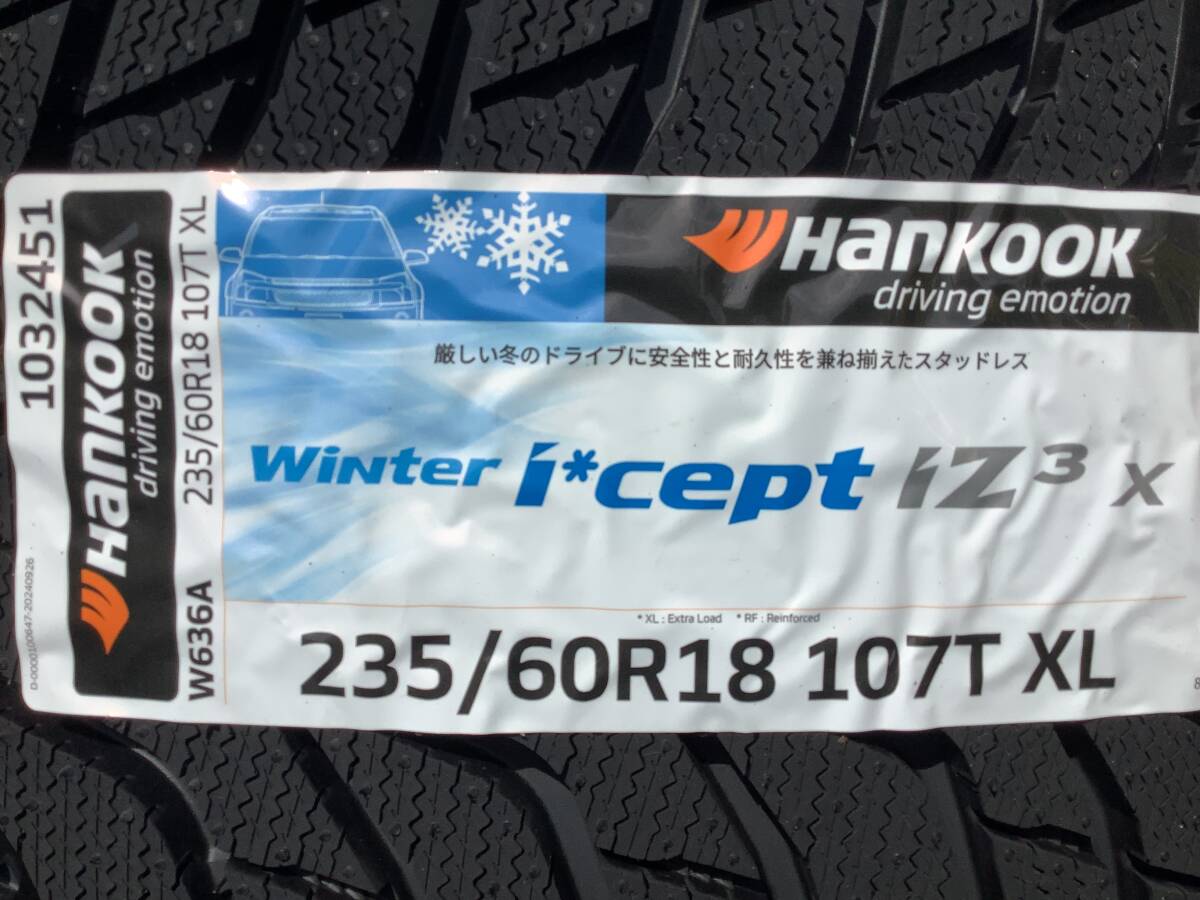 1032451
HANKOOK
driving emotion
235/60R18 107T XL
W636A
D-0000100647-20240926
HANKOOK
driving emotion
厳しい冬のドライブに安全性と耐久性を兼ね揃えたスタッドレス
Winter i*cept iZ³ X
* XL : Extra Load * RF : Reinforced
235/60R18 107T XL